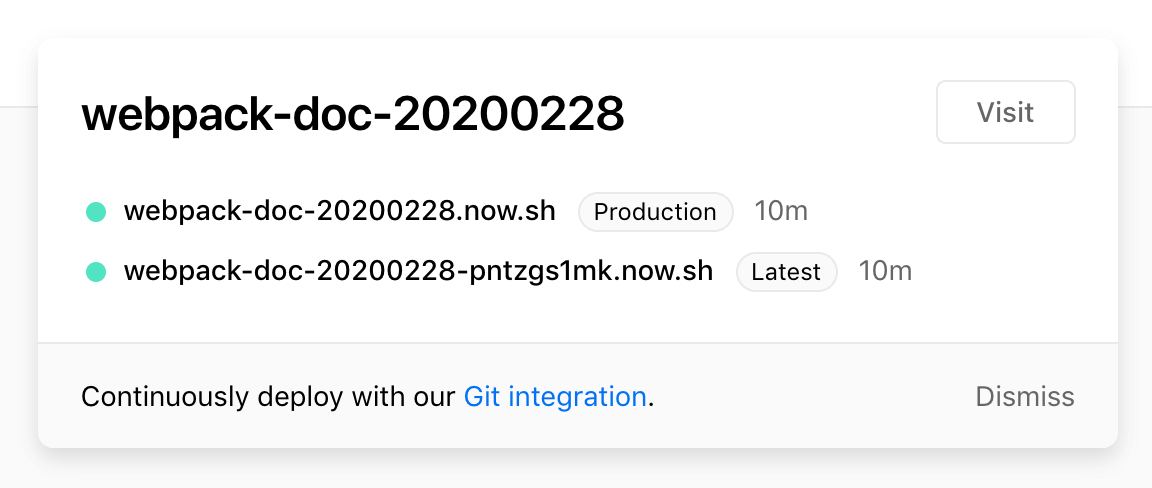 webpack-doc-20200228 Visit
webpack-doc-20200228.now.sh Production 10m
webpack-doc-20200228-pntzgs1mk.now.sh Latest 10m
Continuously deploy with our Git integration. Dismiss